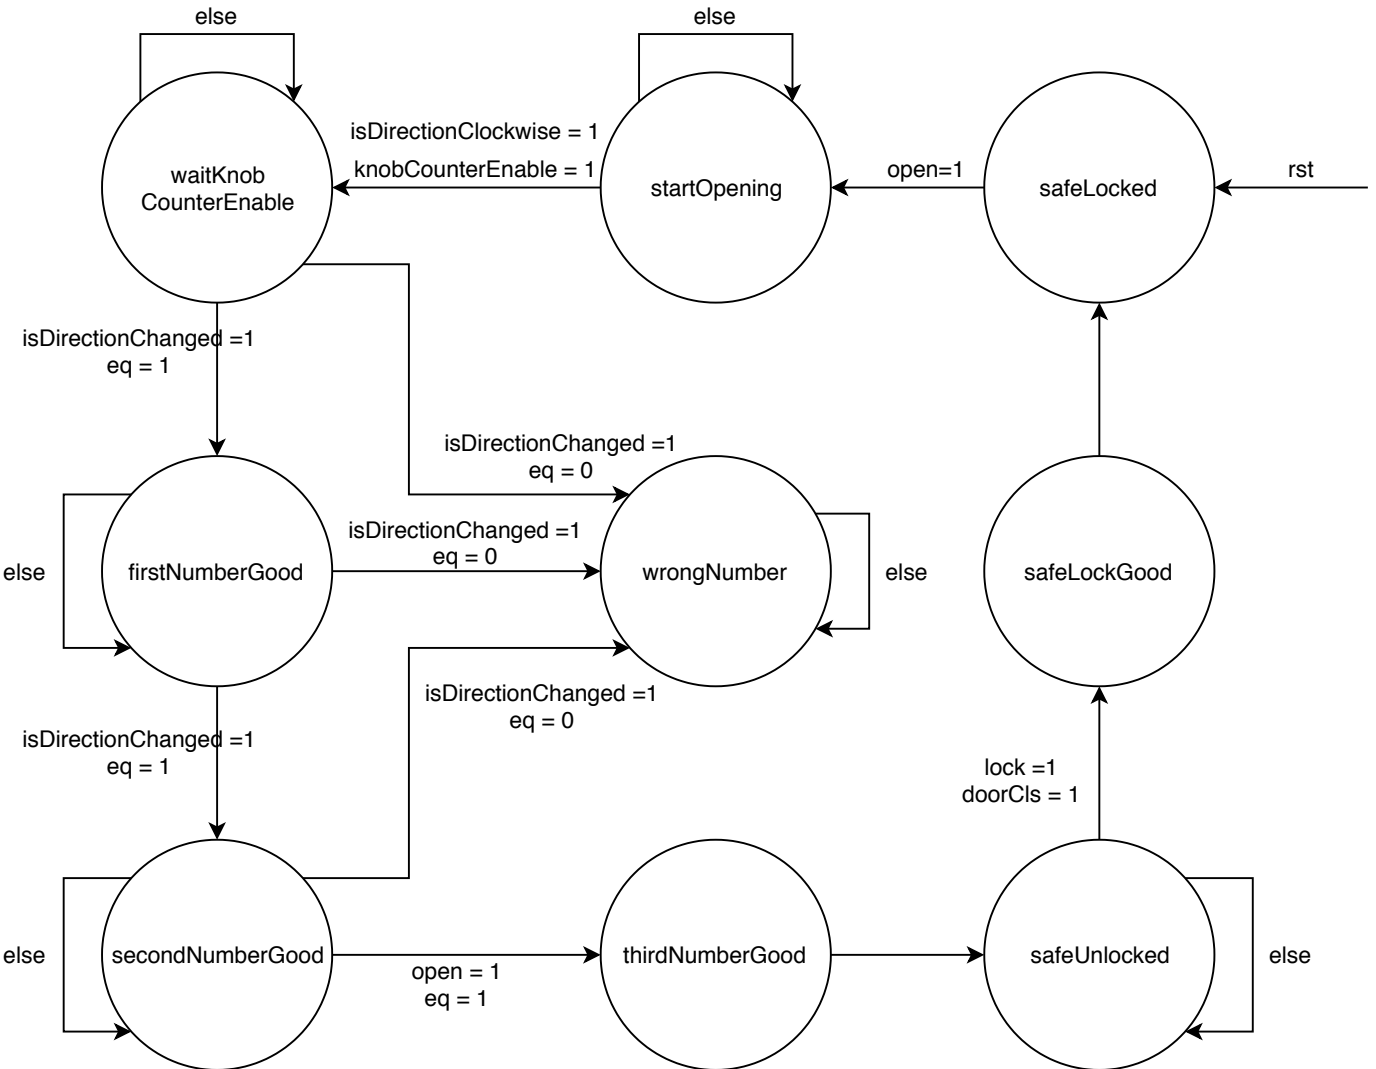 else
else
isDirectionClockwise = 1
knobCounterEnable = 1
waitKnob
CounterEnable
startOpening
open=1
safeLocked
rst
isDirectionChanged =1
eq = 1
isDirectionChanged =1
eq = 0
isDirectionChanged =1
eq = 0
else
firstNumberGood
wrongNumber
else
safeLockGood
isDirectionChanged =1
eq = 0
isDirectionChanged =1
eq = 1
lock =1
doorCls = 1
else
secondNumberGood
open = 1
eq = 1
thirdNumberGood
safeUnlocked
else